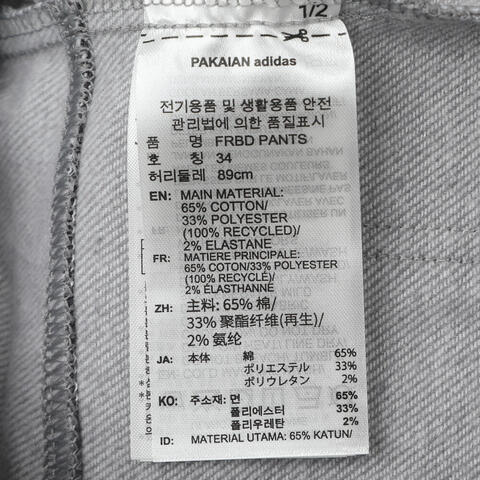 1/2
PAKAIAN adidas
전기용품 및 생활용품 안전
관리법에 의한 품질표시
품 명 FRBD PANTS
호 칭 34
허리둘레 89cm
EN: MAIN MATERIAL:
65% COTTON/
33% POLYESTER
(100% RECYCLED)/
2% ELASTANE
FR: MATIERE PRINCIPALE:
65% COTON/33% POLYESTER
(100% RECYCLÉ)/
2% ÉLASTHANNE
ZH: 主料: 65% 棉/
33% 聚酯纤维(再生)/
2% 氨纶
JA: 本体 綿 65%
ポリエステル 33%
ポリウレタン 2%
KO: 주소재: 면 65%
폴리에스터 33%
폴리우레탄 2%
ID: MATERIAL UTAMA: 65% KATUN/